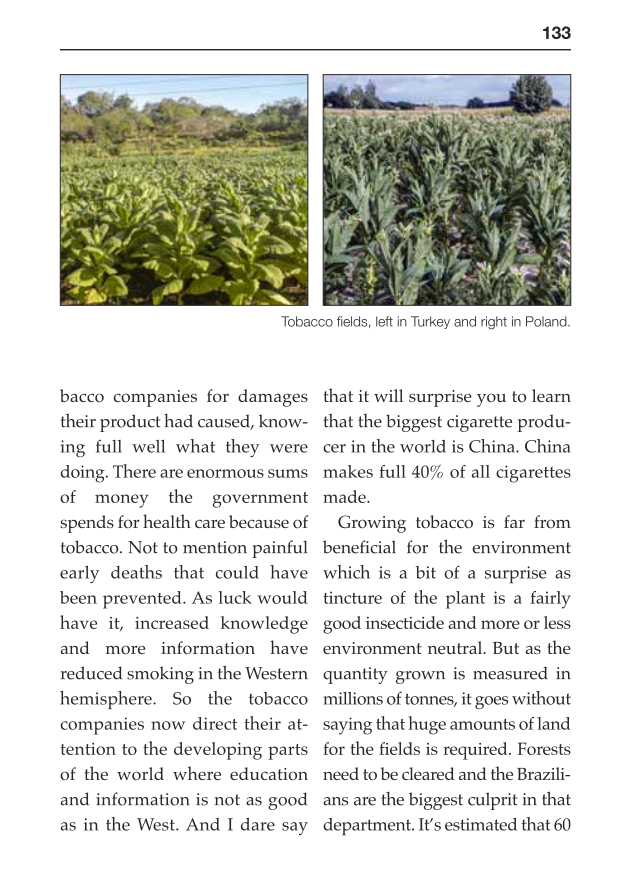 133
Tobacco fields, left in Turkey and right in Poland.
bacco companies for damages
their product had caused, know-
ing full well what they were
doing. There are enormous sums
of money the government
spends for health care because of
tobacco. Not to mention painful
early deaths that could have
been prevented. As luck would
have it, increased knowledge
and more information have
reduced smoking in the Western
hemisphere. So the tobacco
companies now direct their at-
tention to the developing parts
of the world where education
and information is not as good
as in the West. And I dare say
that it will surprise you to learn
that the biggest cigarette produ-
cer in the world is China. China
makes full 40% of all cigarettes
made.
Growing tobacco is far from
beneficial for the environment
which is a bit of a surprise as
tincture of the plant is a fairly
good insecticide and more or less
environment neutral. But as the
quantity grown is measured in
millions of tonnes, it goes without
saying that huge amounts of land
for the fields is required. Forests
need to be cleared and the Brazili-
ans are the biggest culprit in that
department. It's estimated that 60